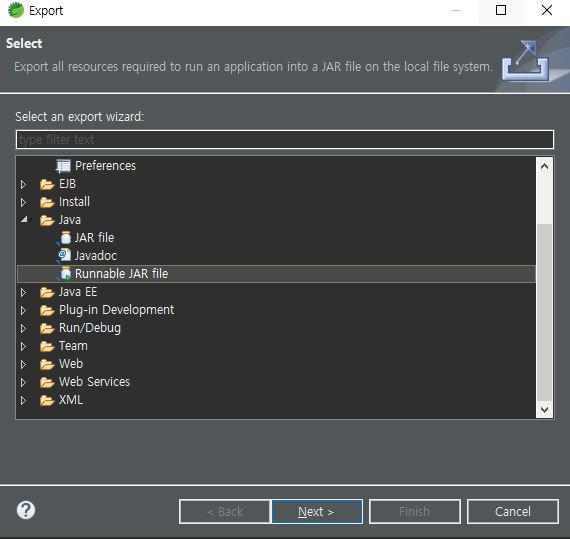 Export
Select
Export all resources required to run an application into a JAR file on the local file system.
Select an export wizard:
type filter text
Preferences
EJB
Install
Java
JAR file
Javadoc
Runnable JAR file
Java EE
Plug-in Development
Run/Debug
Team
Web
Web Services
XML
?
< Back
Next >
Finish
Cancel